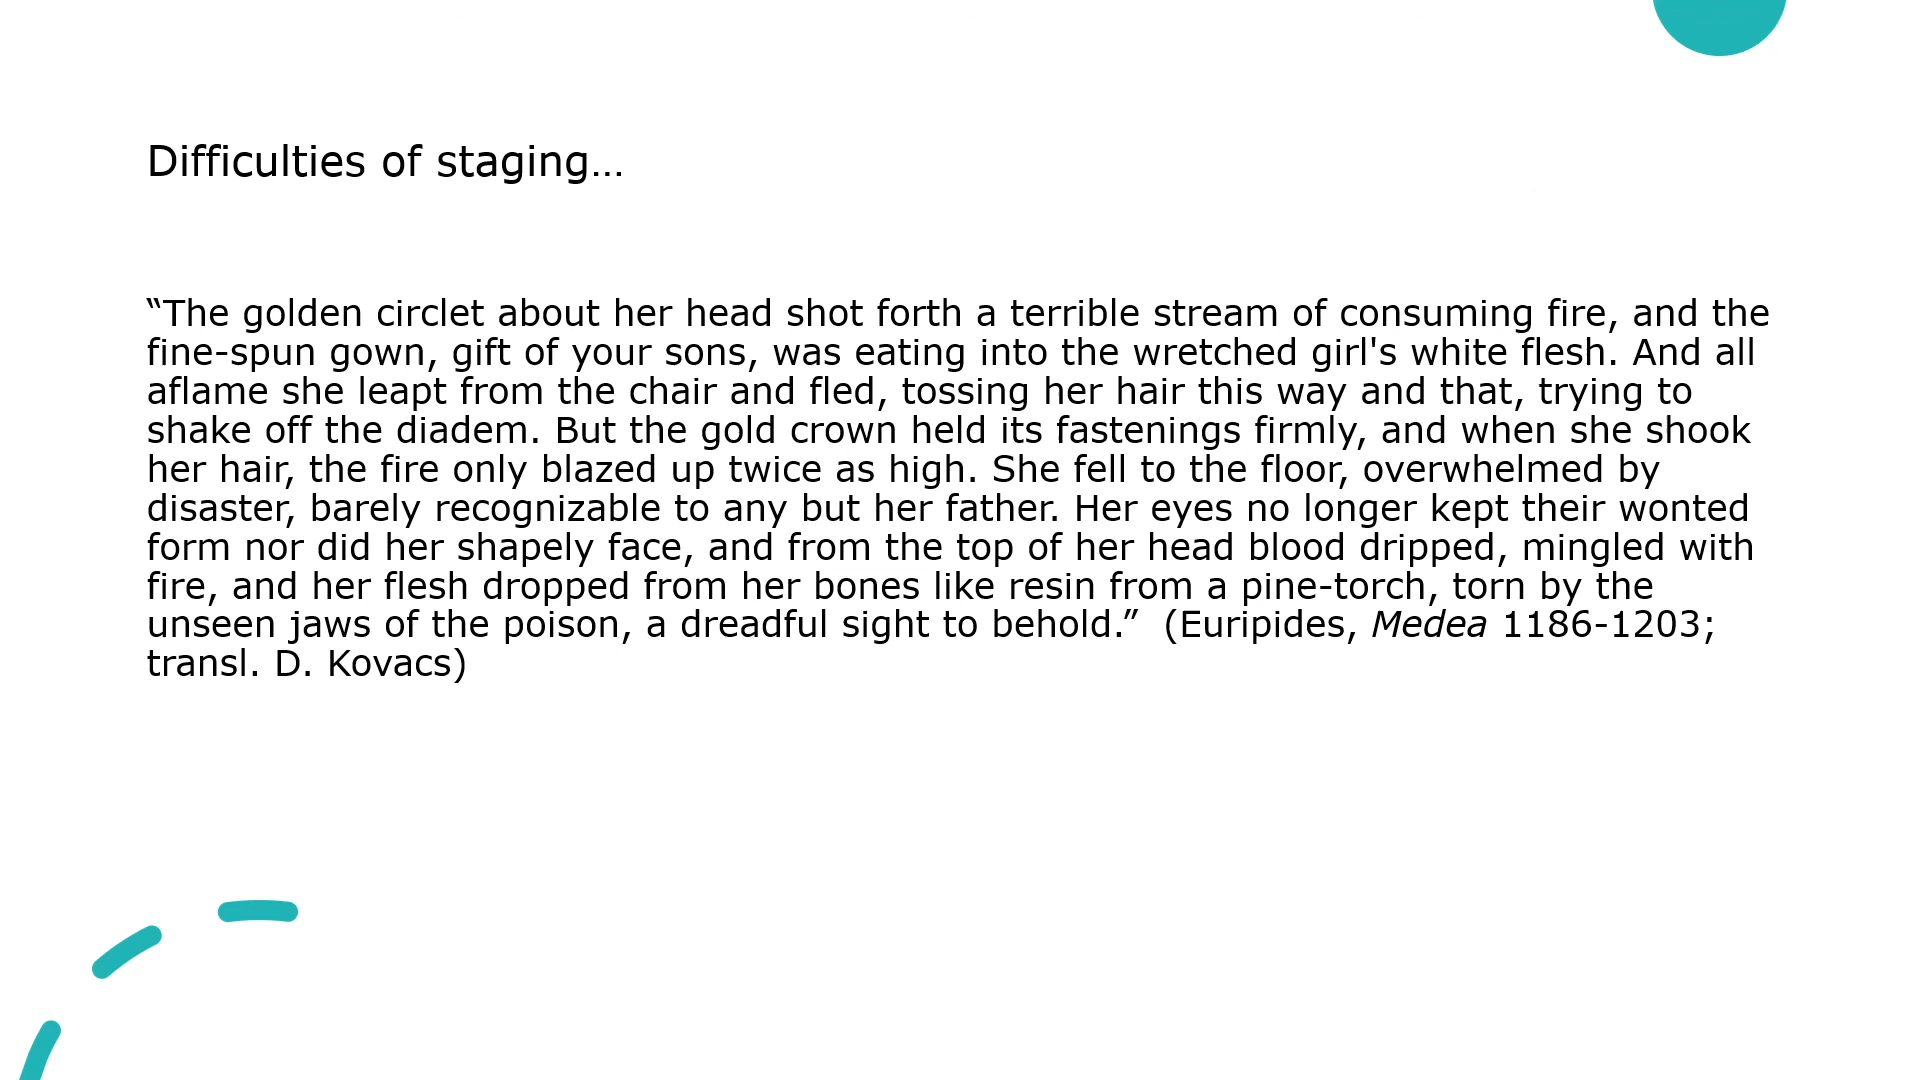 Difficulties of staging…
“The golden circlet about her head shot forth a terrible stream of consuming fire, and the
fine-spun gown, gift of your sons, was eating into the wretched girl's white flesh. And all
aflame she leapt from the chair and fled, tossing her hair this way and that, trying to
shake off the diadem. But the gold crown held its fastenings firmly, and when she shook
her hair, the fire only blazed up twice as high. She fell to the floor, overwhelmed by
disaster, barely recognizable to any but her father. Her eyes no longer kept their wonted
form nor did her shapely face, and from the top of her head blood dripped, mingled with
fire, and her flesh dropped from her bones like resin from a pine-torch, torn by the
unseen jaws of the poison, a dreadful sight to behold.”  (Euripides, Medea 1186-1203;
transl. D. Kovacs)